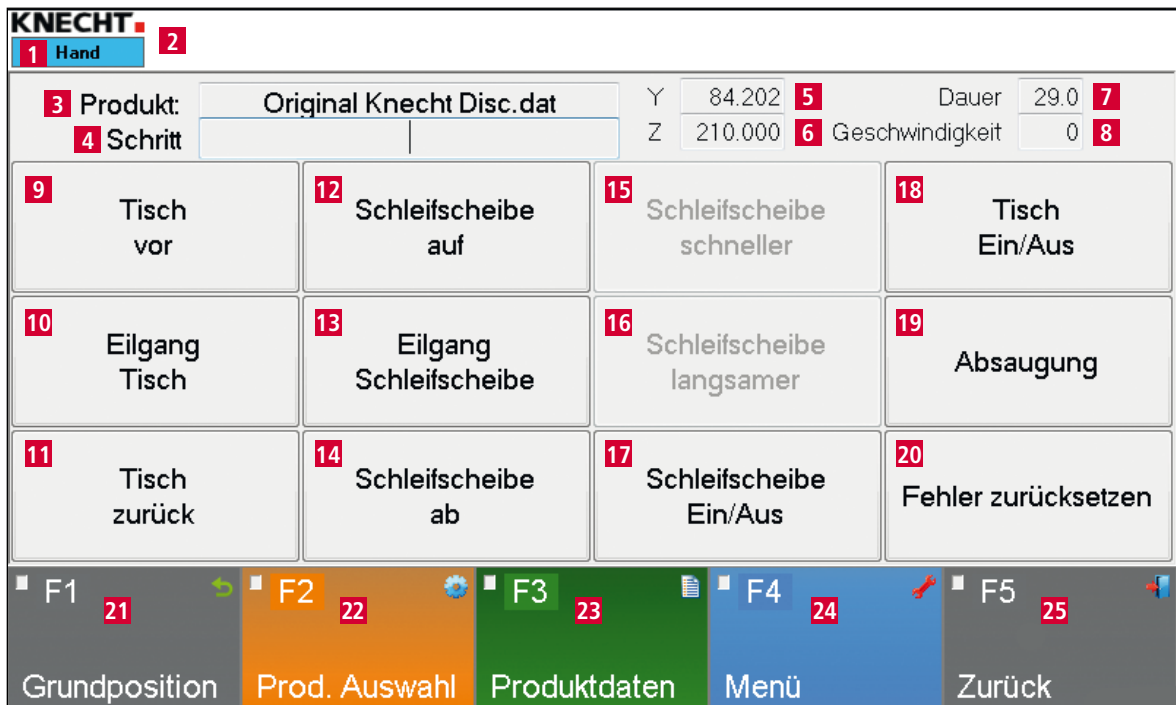 KNECHT
1 Hand 2
3 Produkt: Original Knecht Disc.dat Y 84.202 5 Dauer 29.0 7
4 Schritt Z 210.000 6 Geschwindigkeit 0 8
9 Tisch
vor
12 Schleifscheibe
auf
15 Schleifscheibe
schneller
18 Tisch
Ein/Aus
10 Eilgang
Tisch
13 Eilgang
Schleifscheibe
16 Schleifscheibe
langsamer
19 Absaugung
11 Tisch
zurück
14 Schleifscheibe
ab
17 Schleifscheibe
Ein/Aus
20 Fehler zurücksetzen
F1 21
Grundposition
F2 22
Prod. Auswahl
F3 23
Produktdaten
F4 24
Menü
F5 25
Zurück